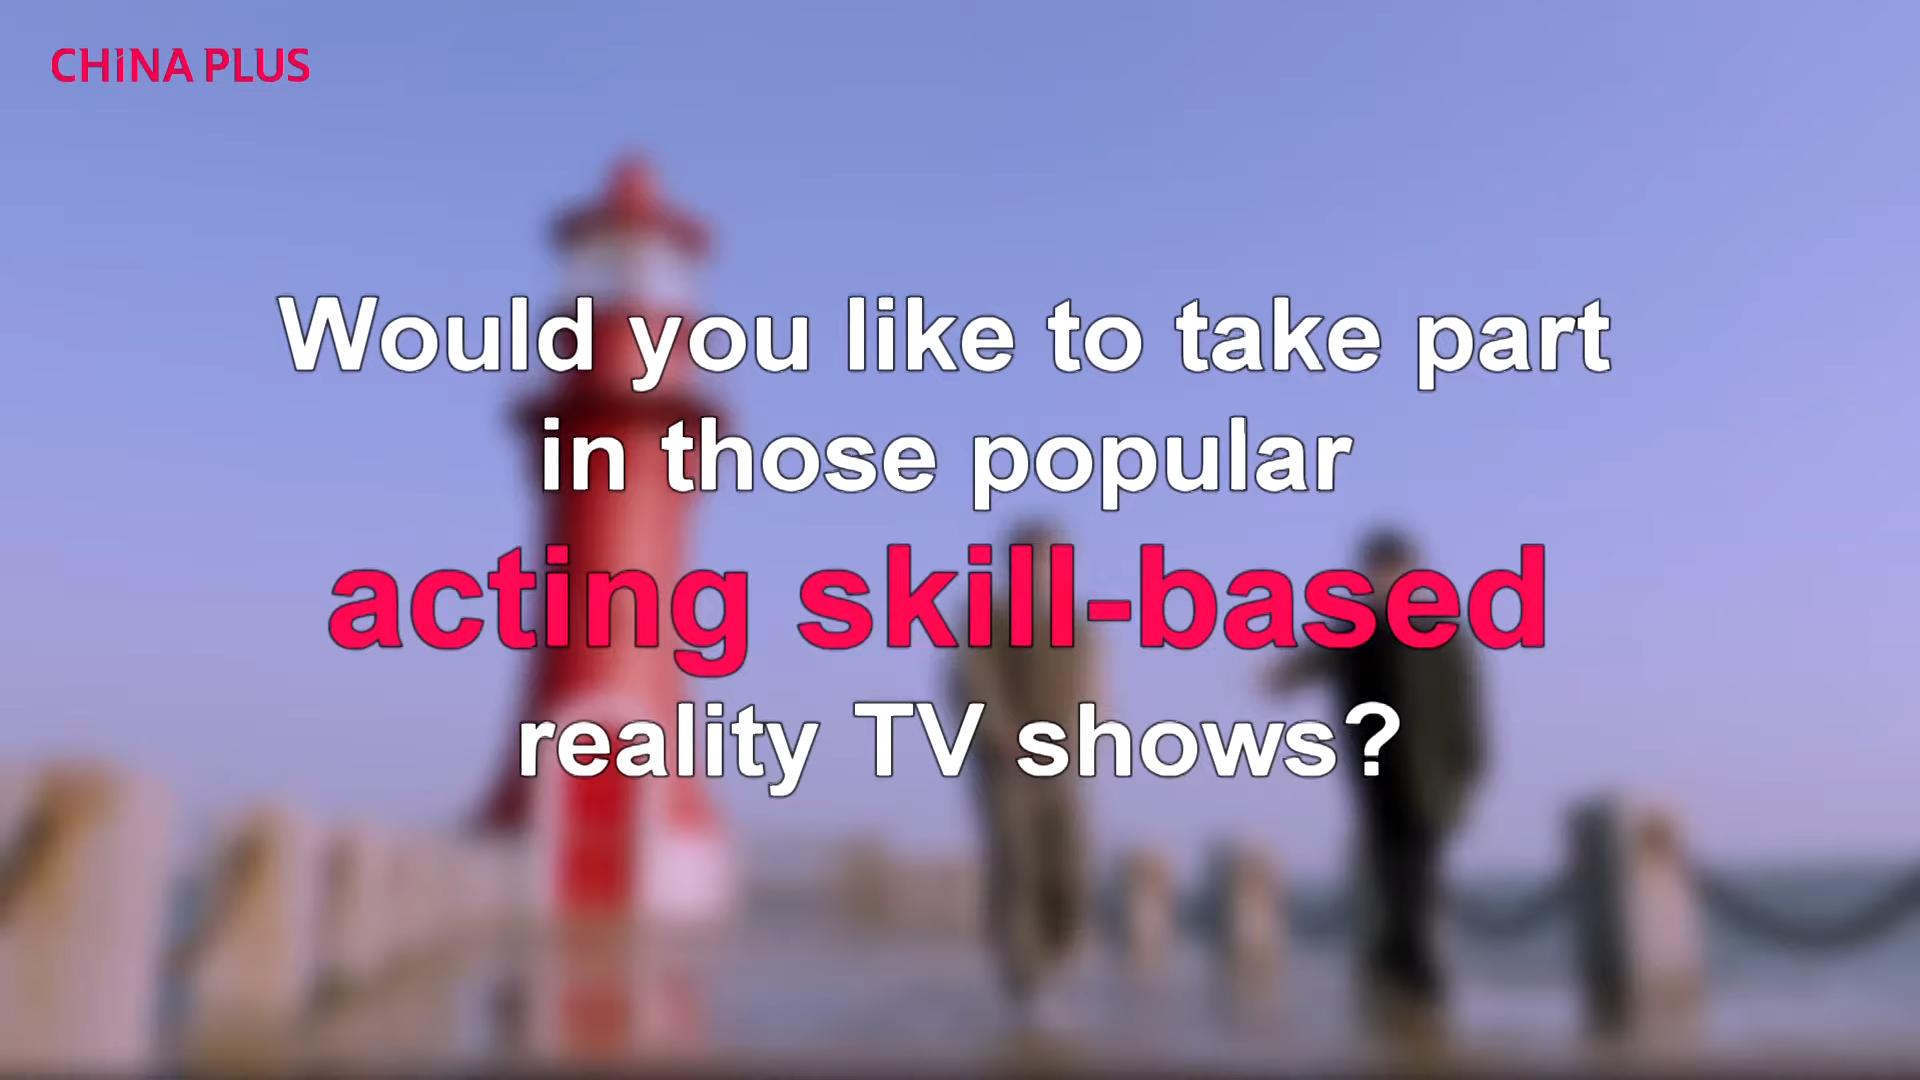 CHINA PLUS
Would you like to take part
in those popular
acting skill-based
reality TV shows?